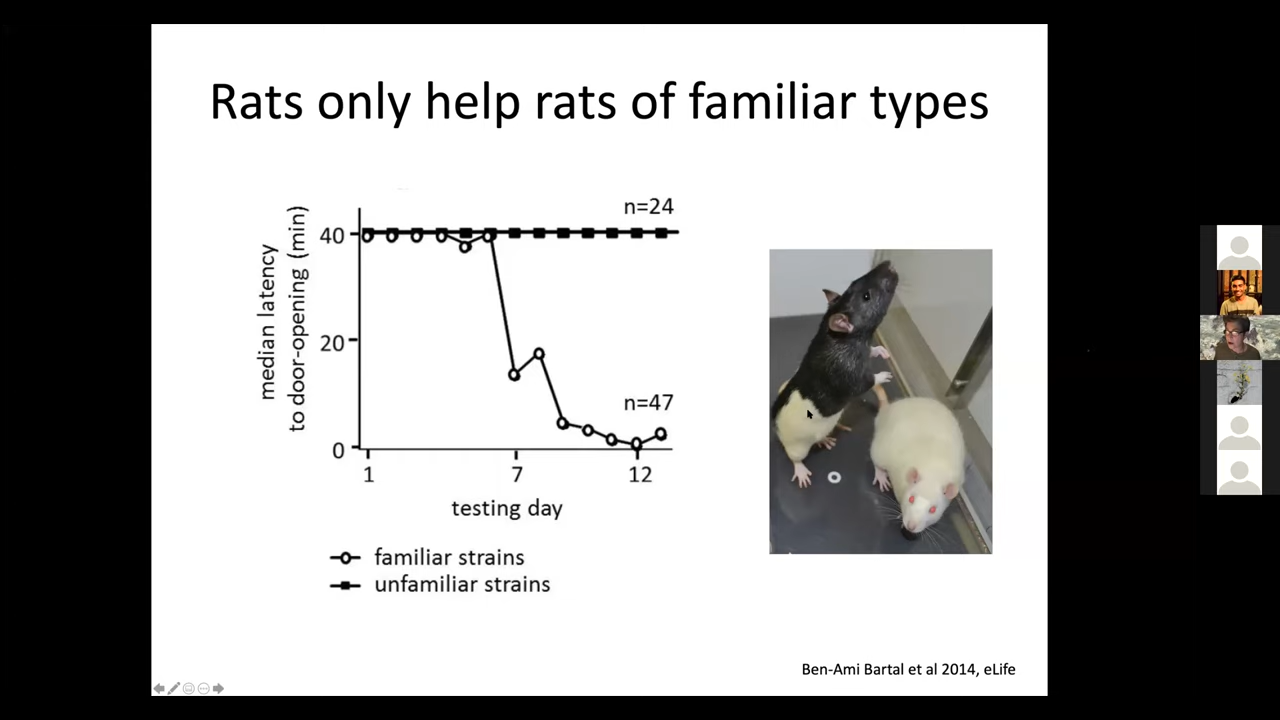 Rats only help rats of familiar types
n=24
median latency
to door-opening (min)
40
20
0
n=47
1
7
12
testing day
familiar strains
unfamiliar strains
Ben-Ami Bartal et al 2014, eLife